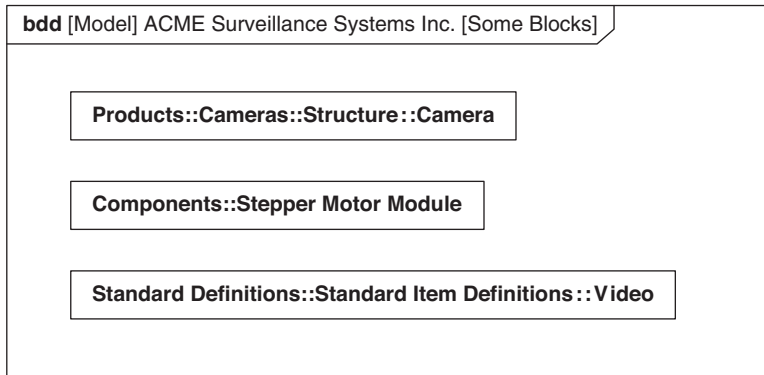 bdd [Model] ACME Surveillance Systems Inc. [Some Blocks]
Products::Cameras::Structure::Camera
Components::Stepper Motor Module
Standard Definitions::Standard Item Definitions::Video